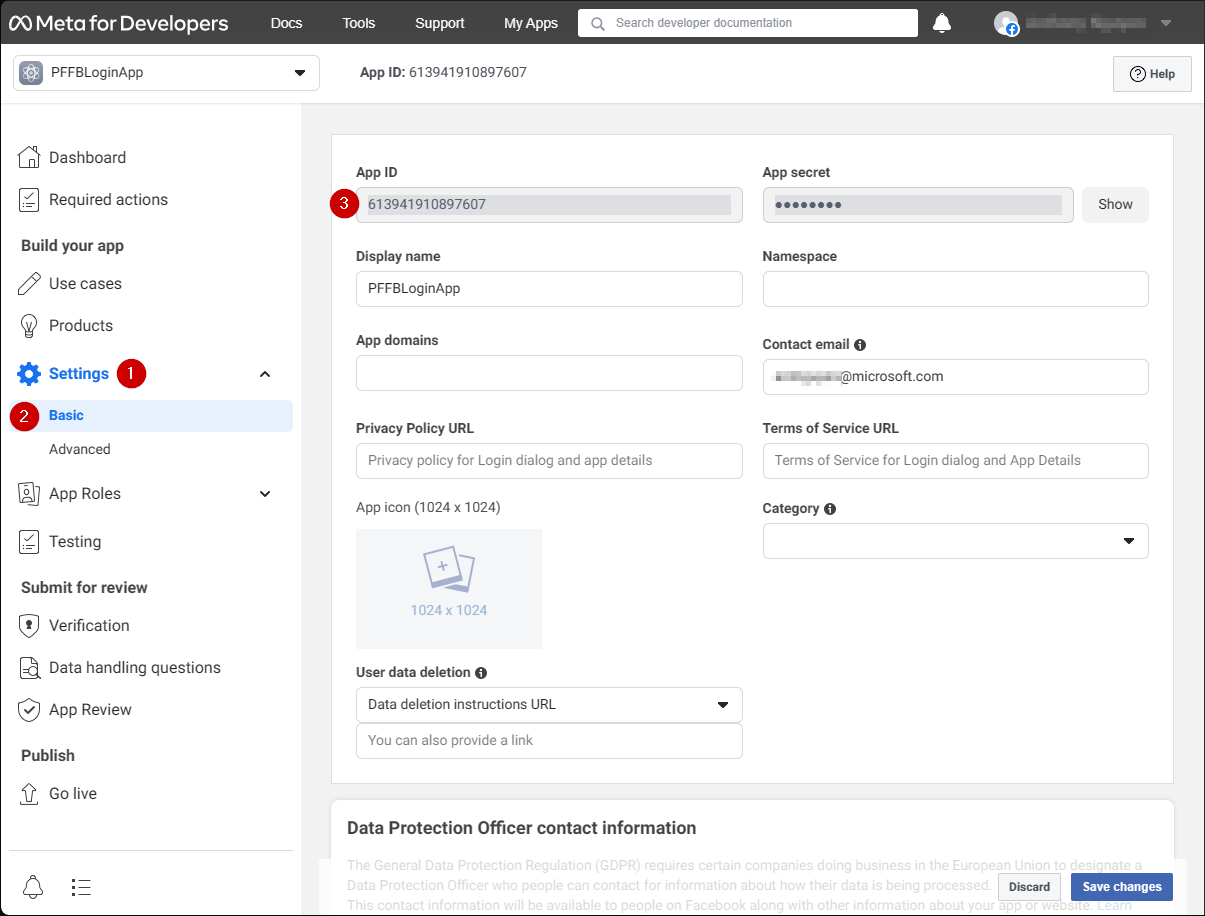 Meta for Developers Docs Tools Support My Apps Search developer documentation
PFFBLoginApp App ID: 613941910897607 Help
Dashboard
Required actions
Build your app
Use cases
Products
Settings 1
2 Basic
Advanced
App Roles
Testing
Submit for review
Verification
Data handling questions
App Review
Publish
Go live
App ID App secret
3 613941910897607 •••••••• Show
Display name Namespace
PFFBLoginApp
App domains Contact email
@microsoft.com
Privacy Policy URL Terms of Service URL
Privacy policy for Login dialog and app details Terms of Service for Login dialog and App Details
App icon (1024 x 1024) Category
1024 x 1024
User data deletion
Data deletion instructions URL
You can also provide a link
Data Protection Officer contact information
The General Data Protection Regulation (GDPR) requires certain companies doing business in the European Union to designate a
Data Protection Officer who people can contact for information about how their data is being processed.
This contact information will be available to people on Facebook along with other information about your app or website. Learn
Discard Save changes